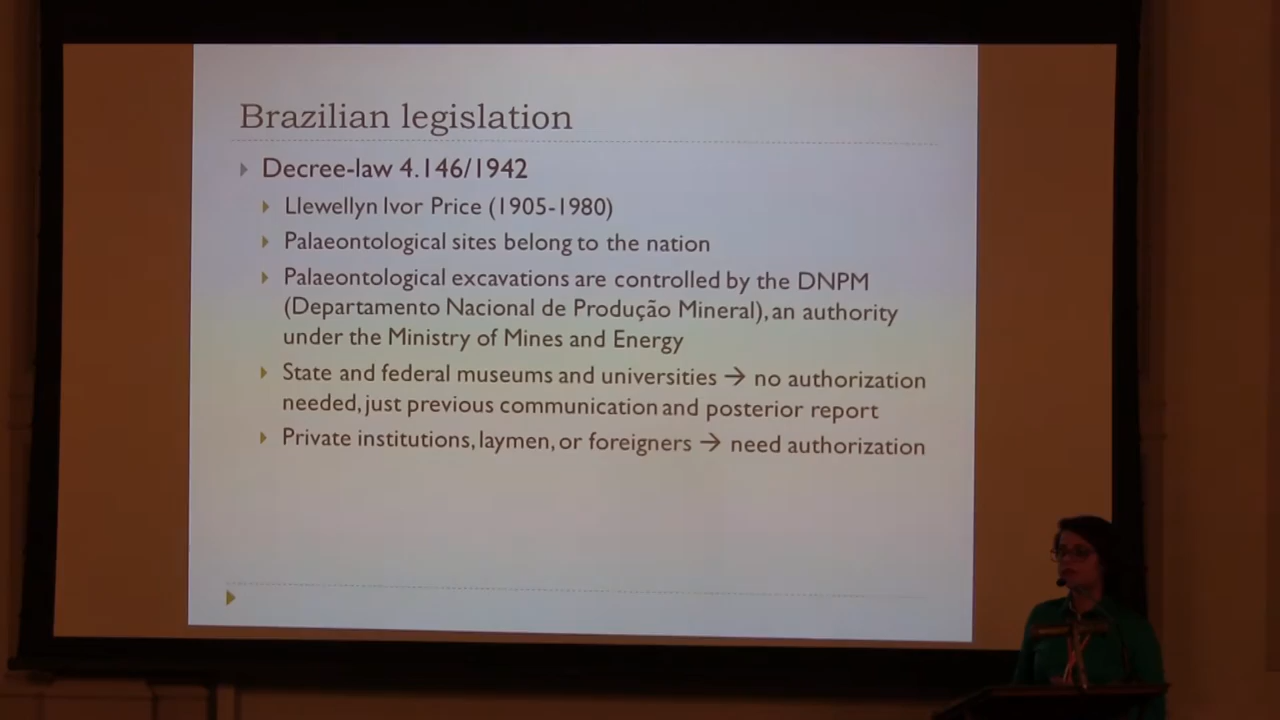 Brazilian legislation
Decree-law 4.146/1942
Llewellyn Ivor Price (1905-1980)
Palaeontological sites belong to the nation
Palaeontological excavations are controlled by the DNPM
(Departamento Nacional de Produção Mineral), an authority
under the Ministry of Mines and Energy
State and federal museums and universities → no authorization
needed, just previous communication and posterior report
Private institutions, laymen, or foreigners → need authorization